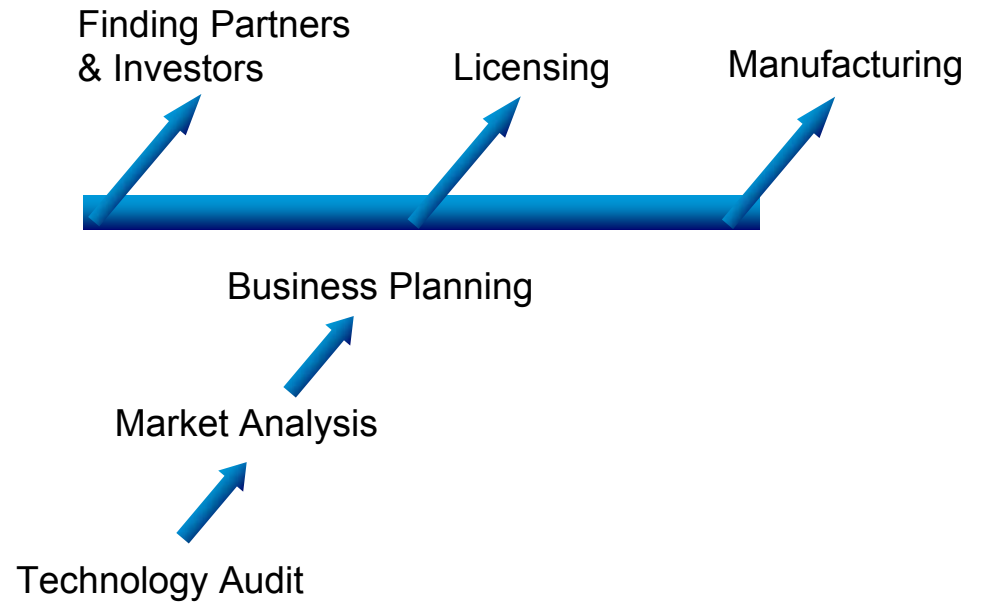 Finding Partners
& Investors
Licensing
Manufacturing
Business Planning
Market Analysis
Technology Audit